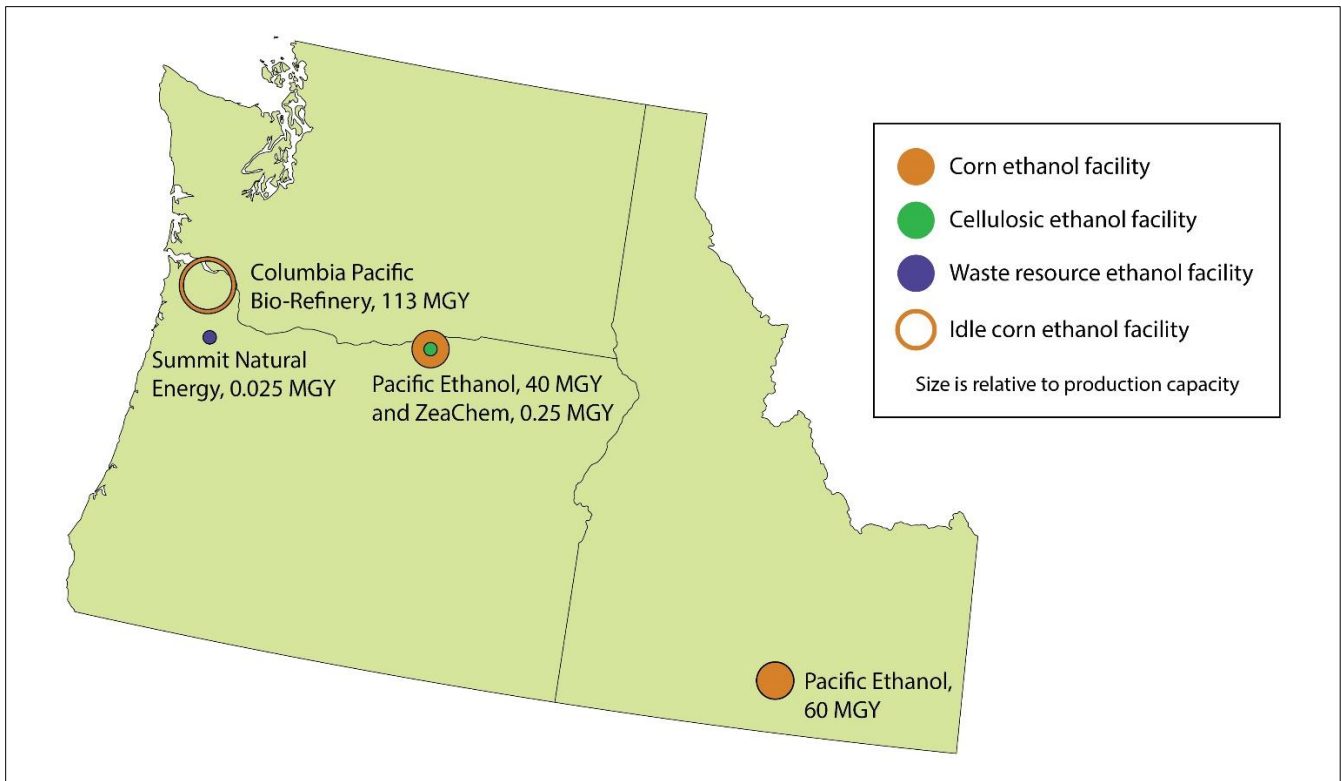 Columbia Pacific
Bio-Refinery, 113 MGY
Summit Natural
Energy, 0.025 MGY
Pacific Ethanol, 40 MGY
and ZeaChem, 0.25 MGY
Pacific Ethanol,
60 MGY
Corn ethanol facility
Cellulosic ethanol facility
Waste resource ethanol facility
Idle corn ethanol facility
Size is relative to production capacity